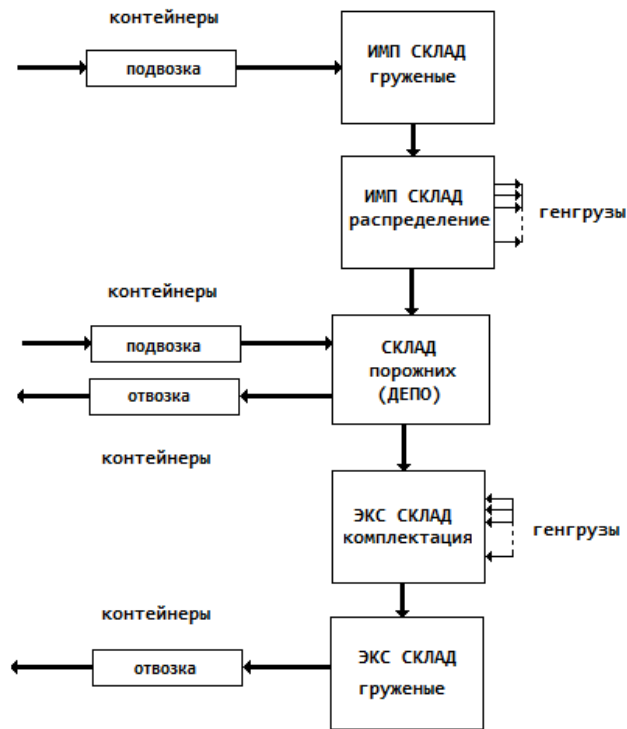 контейнеры
подвозка
ИМП СКЛАД
груженые
ИМП СКЛАД
распределение
генгрузы
контейнеры
подвозка
отвозка
СКЛАД
порожних
(ДЕПО)
контейнеры
ЭКС СКЛАД
комплектация
генгрузы
контейнеры
отвозка
ЭКС СКЛАД
груженые